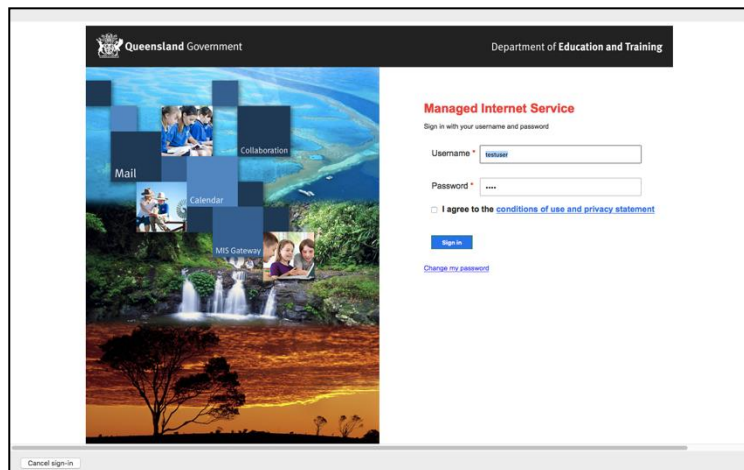 Queensland Government
Department of Education and Training
Collaboration
Mail
Calendar
MIS Gateway
Managed Internet Service
Sign in with your username and password
Username * testuser
Password * ••••
I agree to the conditions of use and privacy statement
Sign in
Change my password
Cancel sign-in